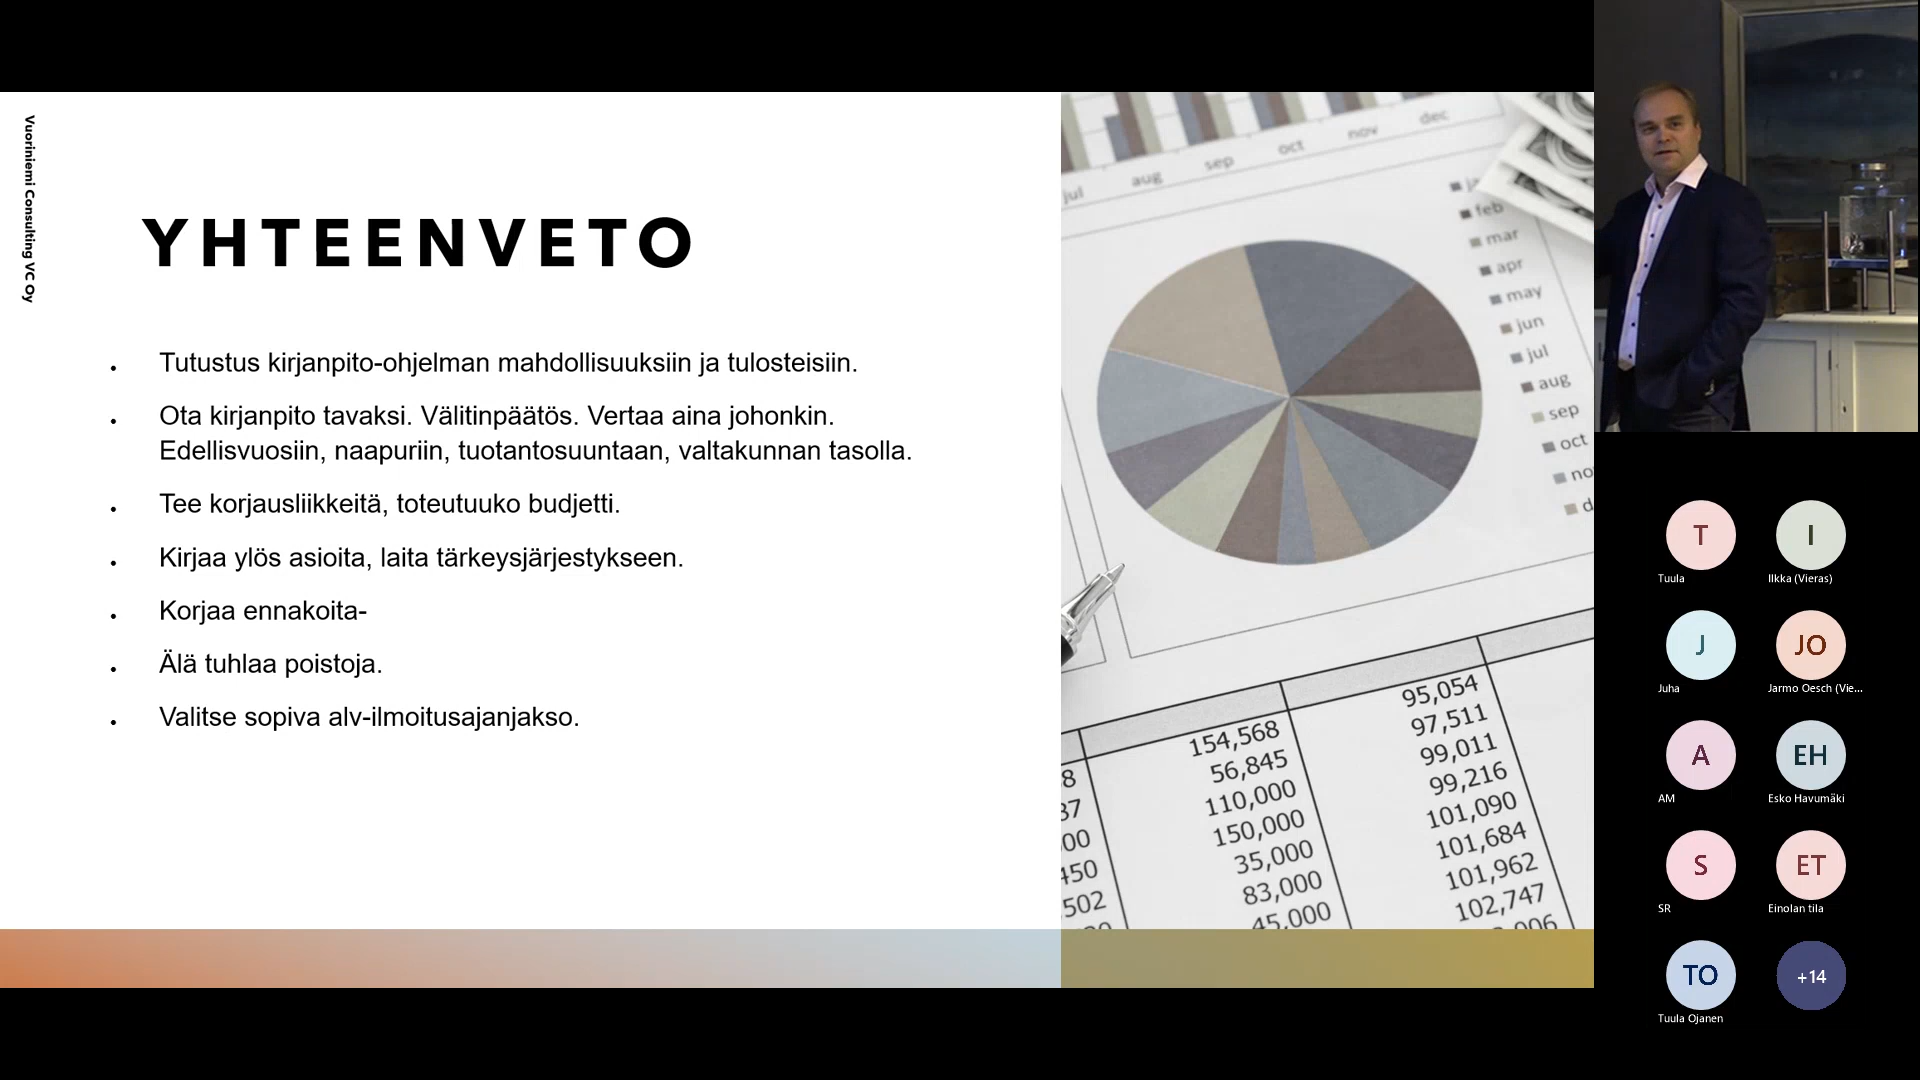 Vuoriniemi Consulting VC Oy
YHTEENVETO
Tutustus kirjanpito-ohjelman mahdollisuuksiin ja tulosteisiin.
Ota kirjanpito tavaksi. Välitinpäätös. Vertaa aina johonkin.
Edellisvuosiin, naapuriin, tuotantosuuntaan, valtakunnan tasolla.
Tee korjausliikkeitä, toteutuuko budjetti.
Kirjaa ylös asioita, laita tärkeysjärjestykseen.
Korjaa ennakoita-
Älä tuhlaa poistoja.
Valitse sopiva alv-ilmoitusajanjakso.
jul aug sep oct nov dec
feb
mar
apr
may
jun
jul
aug
sep
oct
154,568
56,845
110,000
150,000
35,000
83,000
45,000
95,054
97,511
99,011
99,216
101,090
101,684
101,962
102,747
T I
Tuula Ilkka (Vieras)
J JO
Juha Jarmo Oesch (Vie...
A EH
AM Esko Havumäki
S ET
SR Einolan tila
TO +14
Tuula Ojanen